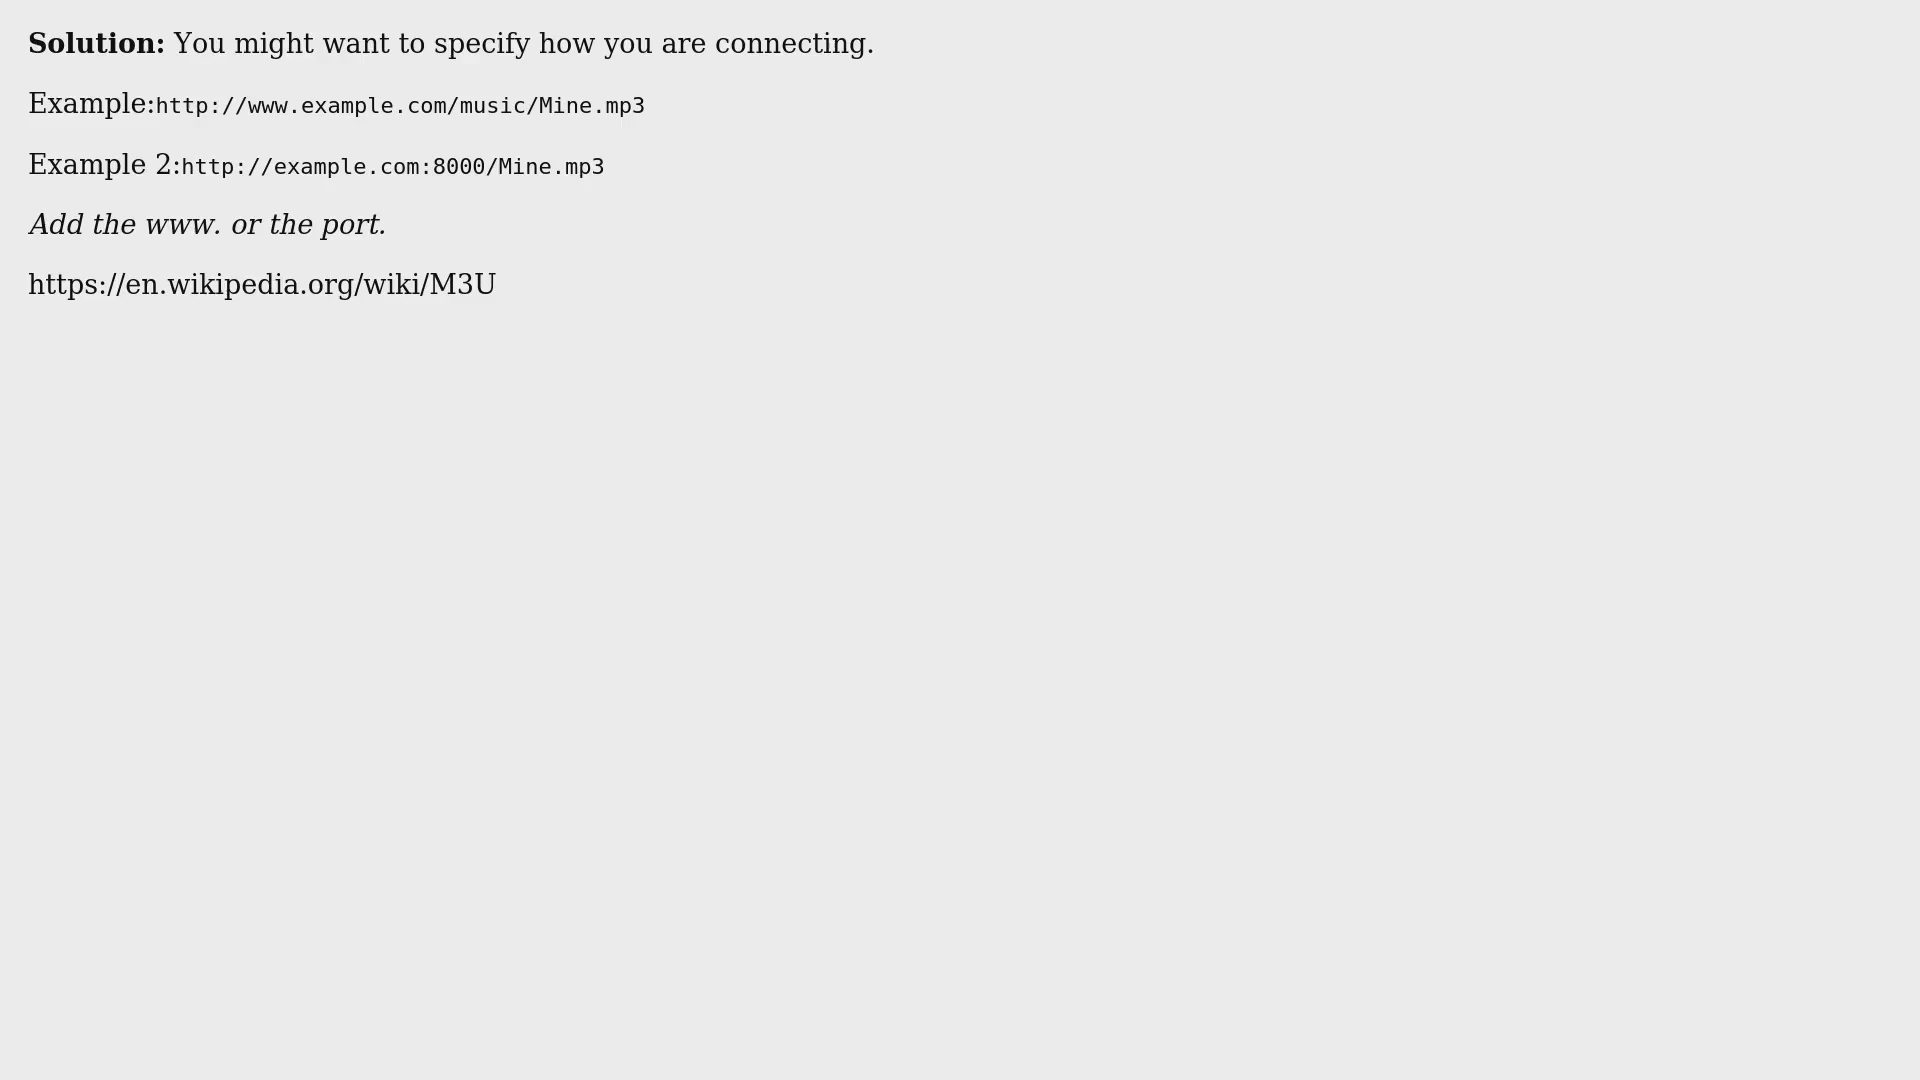 Solution: You might want to specify how you are connecting.
Example:http://www.example.com/music/Mine.mp3
Example 2:http://example.com:8000/Mine.mp3
Add the www. or the port.
https://en.wikipedia.org/wiki/M3U